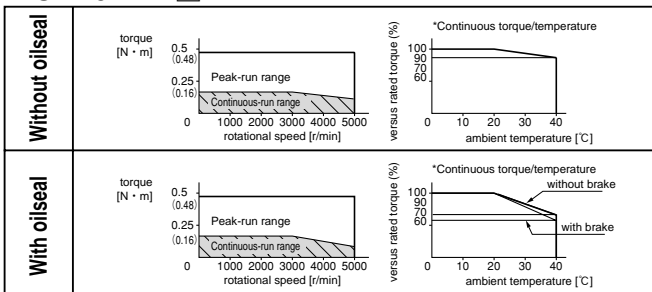 Without oilseal
torque
[N・m]
0.5
(0.48)
0.25
(0.16)
0
Peak-run range
Continuous-run range
1000 2000 3000 4000 5000
rotational speed [r/min]
*Continuous torque/temperature
versus rated torque (%)
100
90
70
60
0 10 20 30 40
ambient temperature [℃]
With oilseal
torque
[N・m]
0.5
(0.48)
0.25
(0.16)
0
Peak-run range
Continuous-run range
1000 2000 3000 4000 5000
rotational speed [r/min]
*Continuous torque/temperature
versus rated torque (%)
without brake
100
90
70
60
with brake
0 10 20 30 40
ambient temperature [℃]